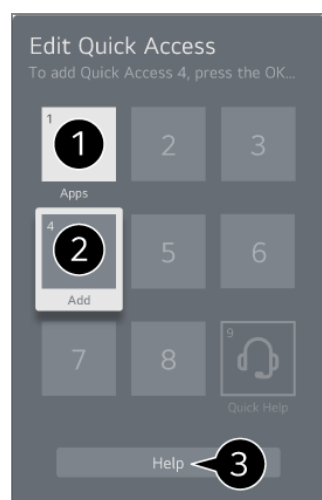 Edit Quick Access
To add Quick Access 4, press the OK...
1
1
2
3
Apps
4
2
5
6
Add
7
8
9
Quick Help
Help
3